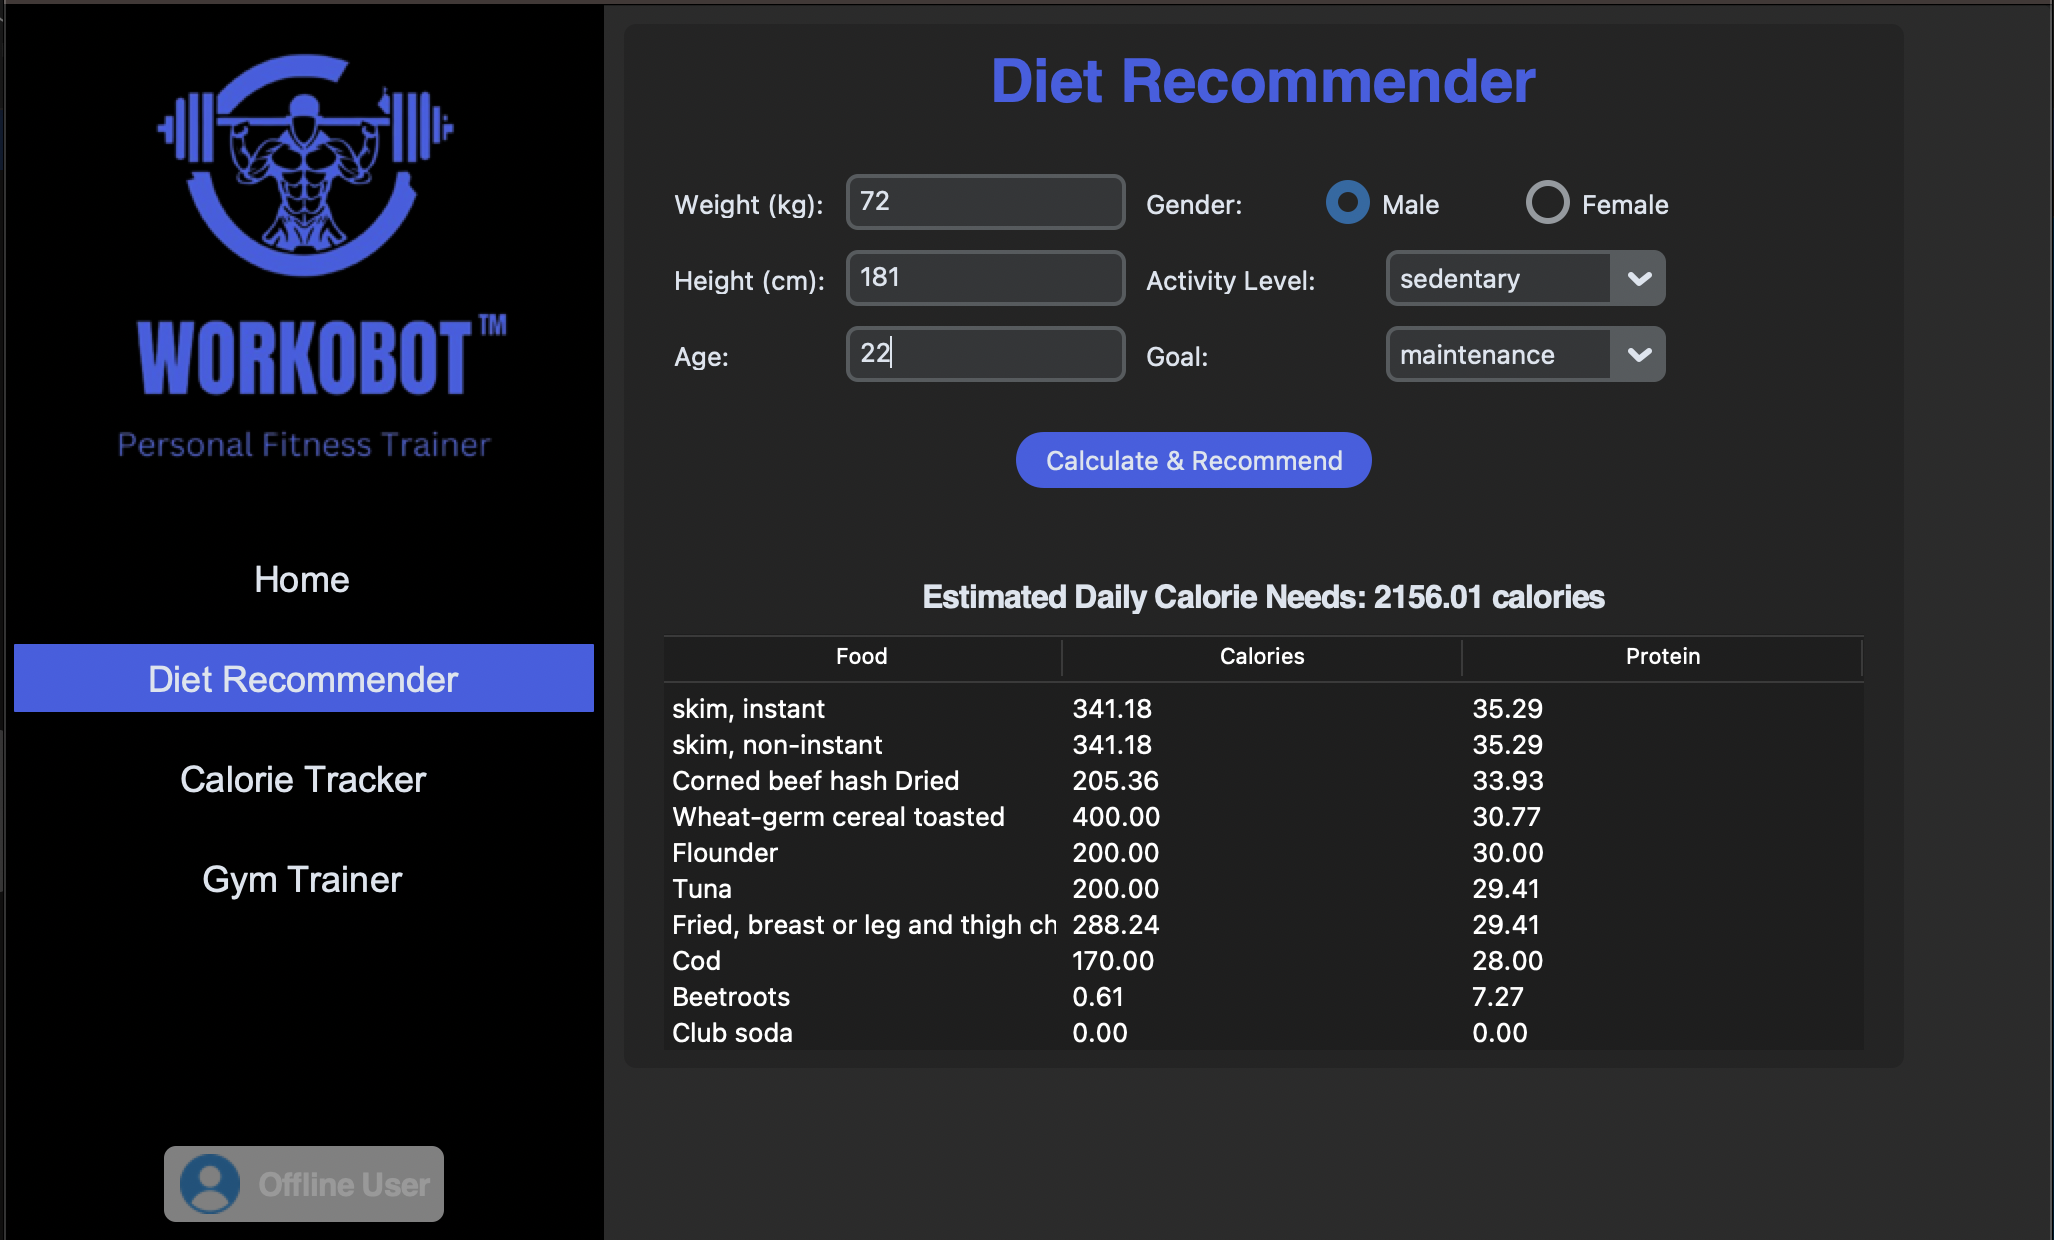 WORKOBOT™
Personal Fitness Trainer
Home
Diet Recommender
Calorie Tracker
Gym Trainer
Offline User
Diet Recommender
Weight (kg): 72 Gender: Male Female
Height (cm): 181 Activity Level: sedentary
Age: 22 Goal: maintenance
Calculate & Recommend
Estimated Daily Calorie Needs: 2156.01 calories
Food Calories Protein
skim, instant 341.18 35.29
skim, non-instant 341.18 35.29
Corned beef hash Dried 205.36 33.93
Wheat-germ cereal toasted 400.00 30.77
Flounder 200.00 30.00
Tuna 200.00 29.41
Fried, breast or leg and thigh ch 288.24 29.41
Cod 170.00 28.00
Beetroots 0.61 7.27
Club soda 0.00 0.00